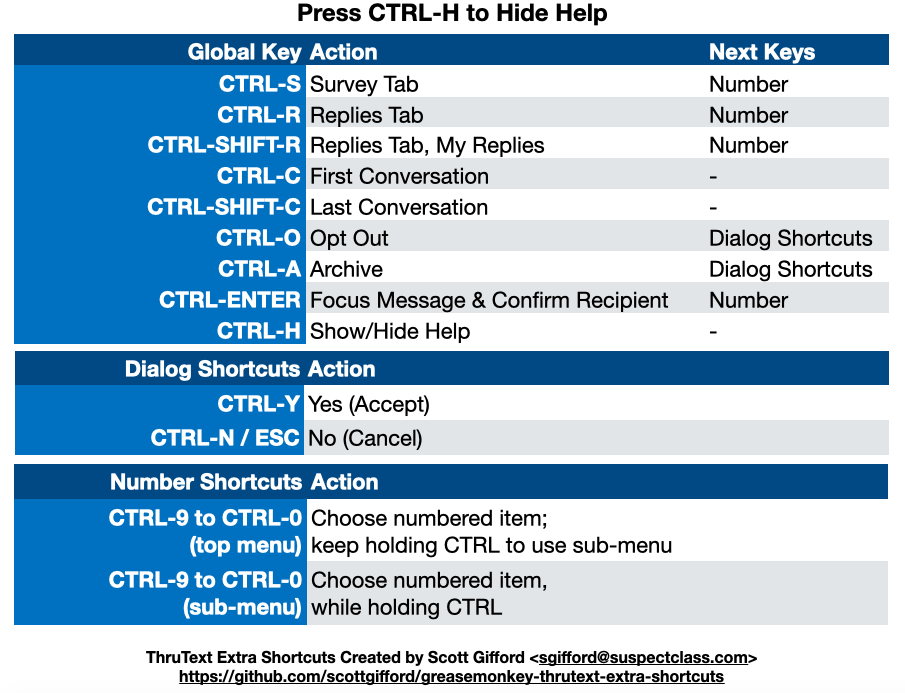 Press CTRL-H to Hide Help
Global Key Action Next Keys
CTRL-S Survey Tab Number
CTRL-R Replies Tab Number
CTRL-SHIFT-R Replies Tab, My Replies Number
CTRL-C First Conversation -
CTRL-SHIFT-C Last Conversation -
CTRL-O Opt Out Dialog Shortcuts
CTRL-A Archive Dialog Shortcuts
CTRL-ENTER Focus Message & Confirm Recipient Number
CTRL-H Show/Hide Help -
Dialog Shortcuts Action
CTRL-Y Yes (Accept)
CTRL-N / ESC No (Cancel)
Number Shortcuts Action
CTRL-9 to CTRL-0 Choose numbered item;
(top menu) keep holding CTRL to use sub-menu
CTRL-9 to CTRL-0 Choose numbered item,
(sub-menu) while holding CTRL
ThruText Extra Shortcuts Created by Scott Gifford <sgifford@suspectclass.com>
https://github.com/scottgifford/greasemonkey-thrutext-extra-shortcuts